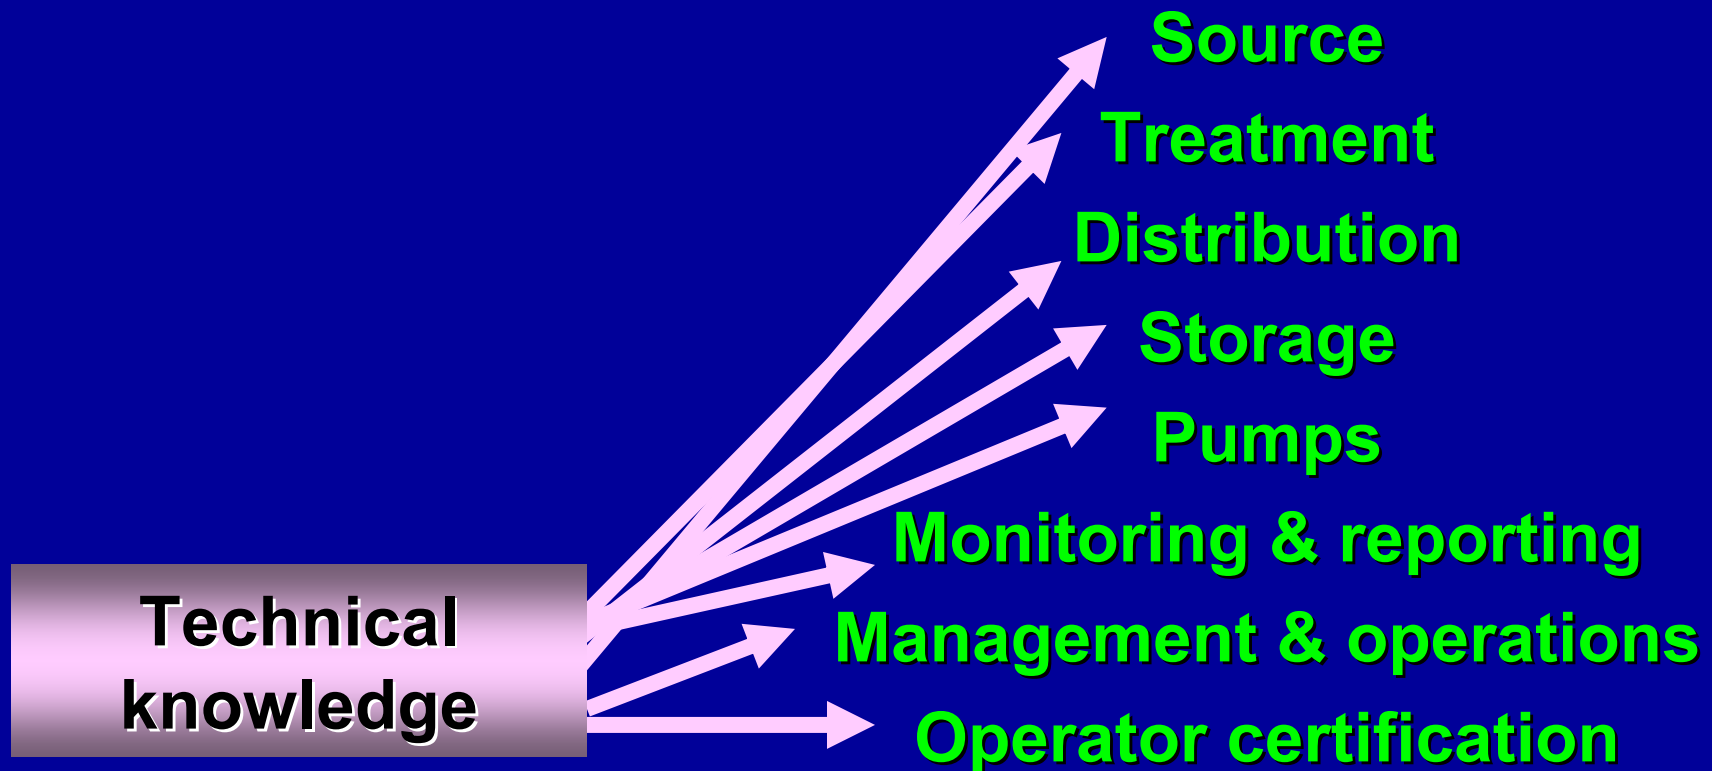 Source
Treatment
Distribution
Storage
Pumps
Monitoring & reporting
Management & operations
Operator certification
Technical
knowledge